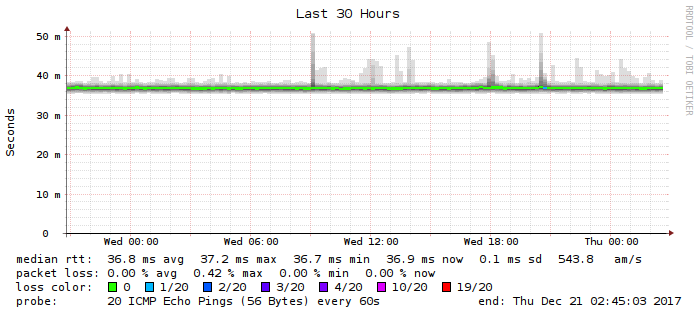 Last 30 Hours
RRDTOOL / TOBI OETIKER
Seconds
50 m
40 m
30 m
20 m
10 m
0
Wed 00:00 Wed 06:00 Wed 12:00 Wed 18:00 Thu 00:00
median rtt: 36.8 ms avg 37.2 ms max 36.7 ms min 36.9 ms now 0.1 ms sd 543.8 am/s
packet loss: 0.00 % avg 0.42 % max 0.00 % min 0.00 % now
loss color: 0 1/20 2/20 3/20 4/20 10/20 19/20
probe: 20 ICMP Echo Pings (56 Bytes) every 60s end: Thu Dec 21 02:45:03 2017